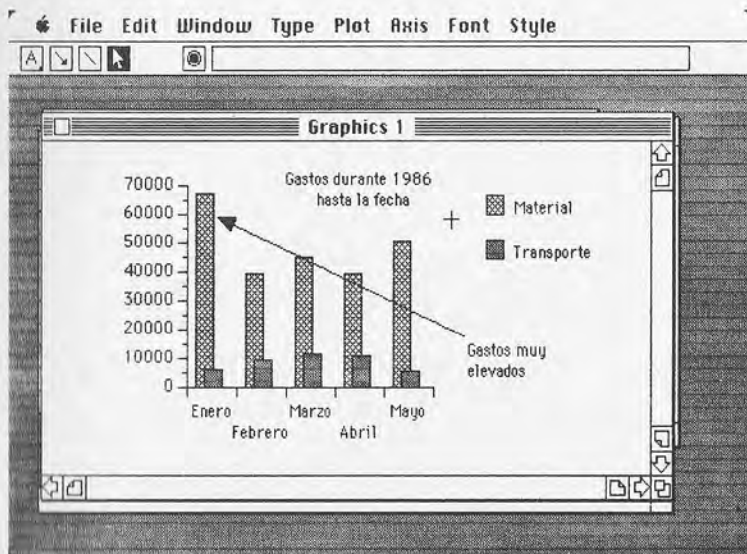 File Edit Window Type Plot Axis Font Style
A
Graphics 1
Gastos durante 1986
hasta la fecha
70000
60000
50000
40000
30000
20000
10000
0
Material
Transporte
Gastos muy
elevados
Enero Marzo Mayo
Febrero Abril